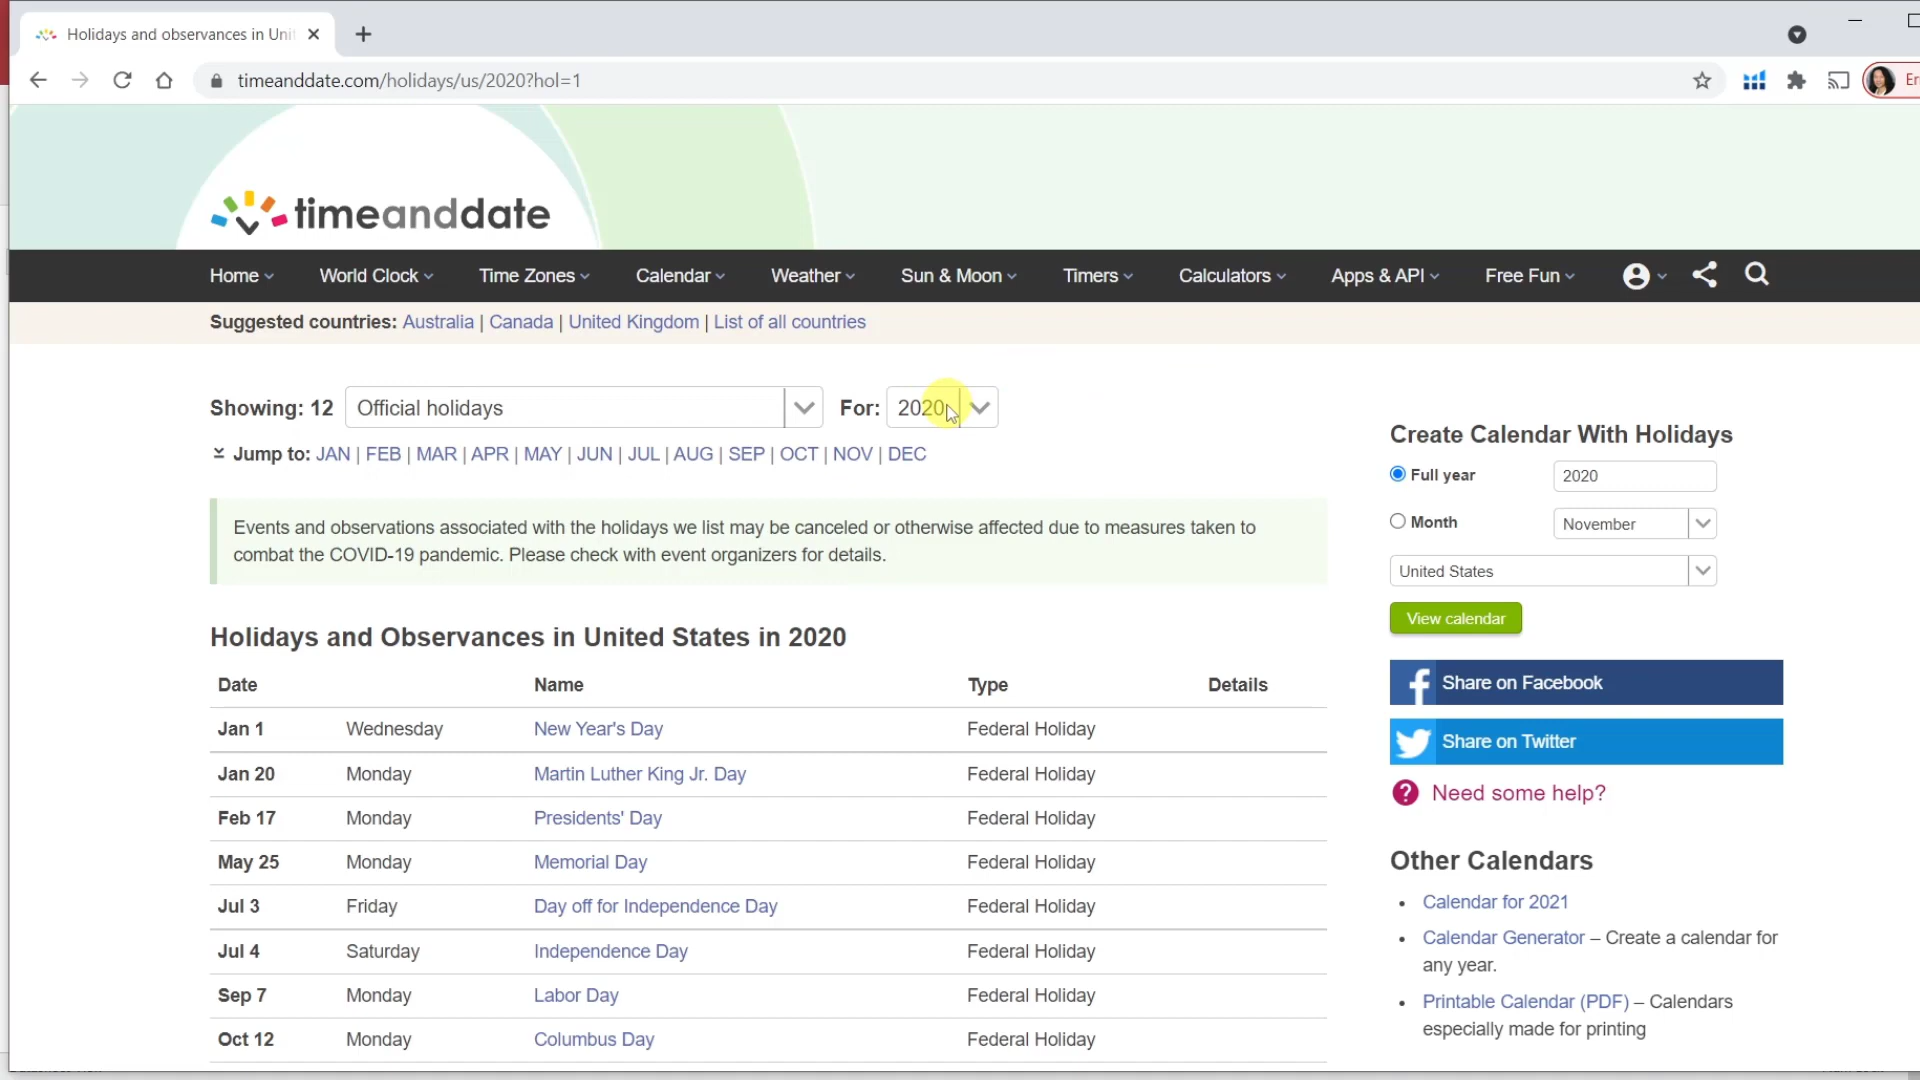 Holidays and observances in Unit
timeanddate.com/holidays/us/2020?hol=1
timeanddate
Home World Clock Time Zones Calendar Weather Sun & Moon Timers Calculators Apps & API Free Fun
Suggested countries: Australia | Canada | United Kingdom | List of all countries
Showing: 12 Official holidays For: 2020
Jump to: JAN | FEB | MAR | APR | MAY | JUN | JUL | AUG | SEP | OCT | NOV | DEC
Events and observations associated with the holidays we list may be canceled or otherwise affected due to measures taken to
combat the COVID-19 pandemic. Please check with event organizers for details.
Holidays and Observances in United States in 2020
Date Name Type Details
Jan 1 Wednesday New Year's Day Federal Holiday
Jan 20 Monday Martin Luther King Jr. Day Federal Holiday
Feb 17 Monday Presidents' Day Federal Holiday
May 25 Monday Memorial Day Federal Holiday
Jul 3 Friday Day off for Independence Day Federal Holiday
Jul 4 Saturday Independence Day Federal Holiday
Sep 7 Monday Labor Day Federal Holiday
Oct 12 Monday Columbus Day Federal Holiday
Create Calendar With Holidays
Full year 2020
Month November
United States
View calendar
Share on Facebook
Share on Twitter
Need some help?
Other Calendars
Calendar for 2021
Calendar Generator – Create a calendar for
any year.
Printable Calendar (PDF) – Calendars
especially made for printing